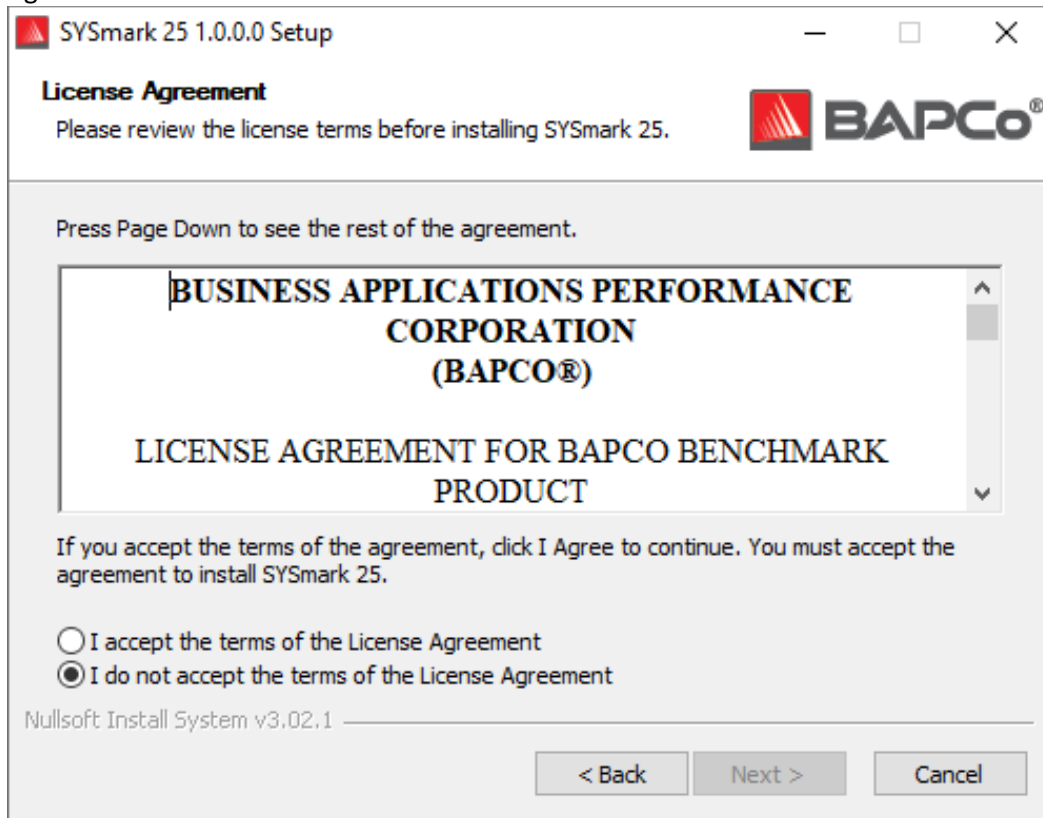 SYSmark 25 1.0.0.0 Setup
License Agreement
Please review the license terms before installing SYSmark 25.
BAPCo®
Press Page Down to see the rest of the agreement.
BUSINESS APPLICATIONS PERFORMANCE
CORPORATION
(BAPCO®)
LICENSE AGREEMENT FOR BAPCO BENCHMARK
PRODUCT
If you accept the terms of the agreement, click I Agree to continue. You must accept the
agreement to install SYSmark 25.
I accept the terms of the License Agreement
I do not accept the terms of the License Agreement
Nullsoft Install System v3.02.1
< Back
Next >
Cancel